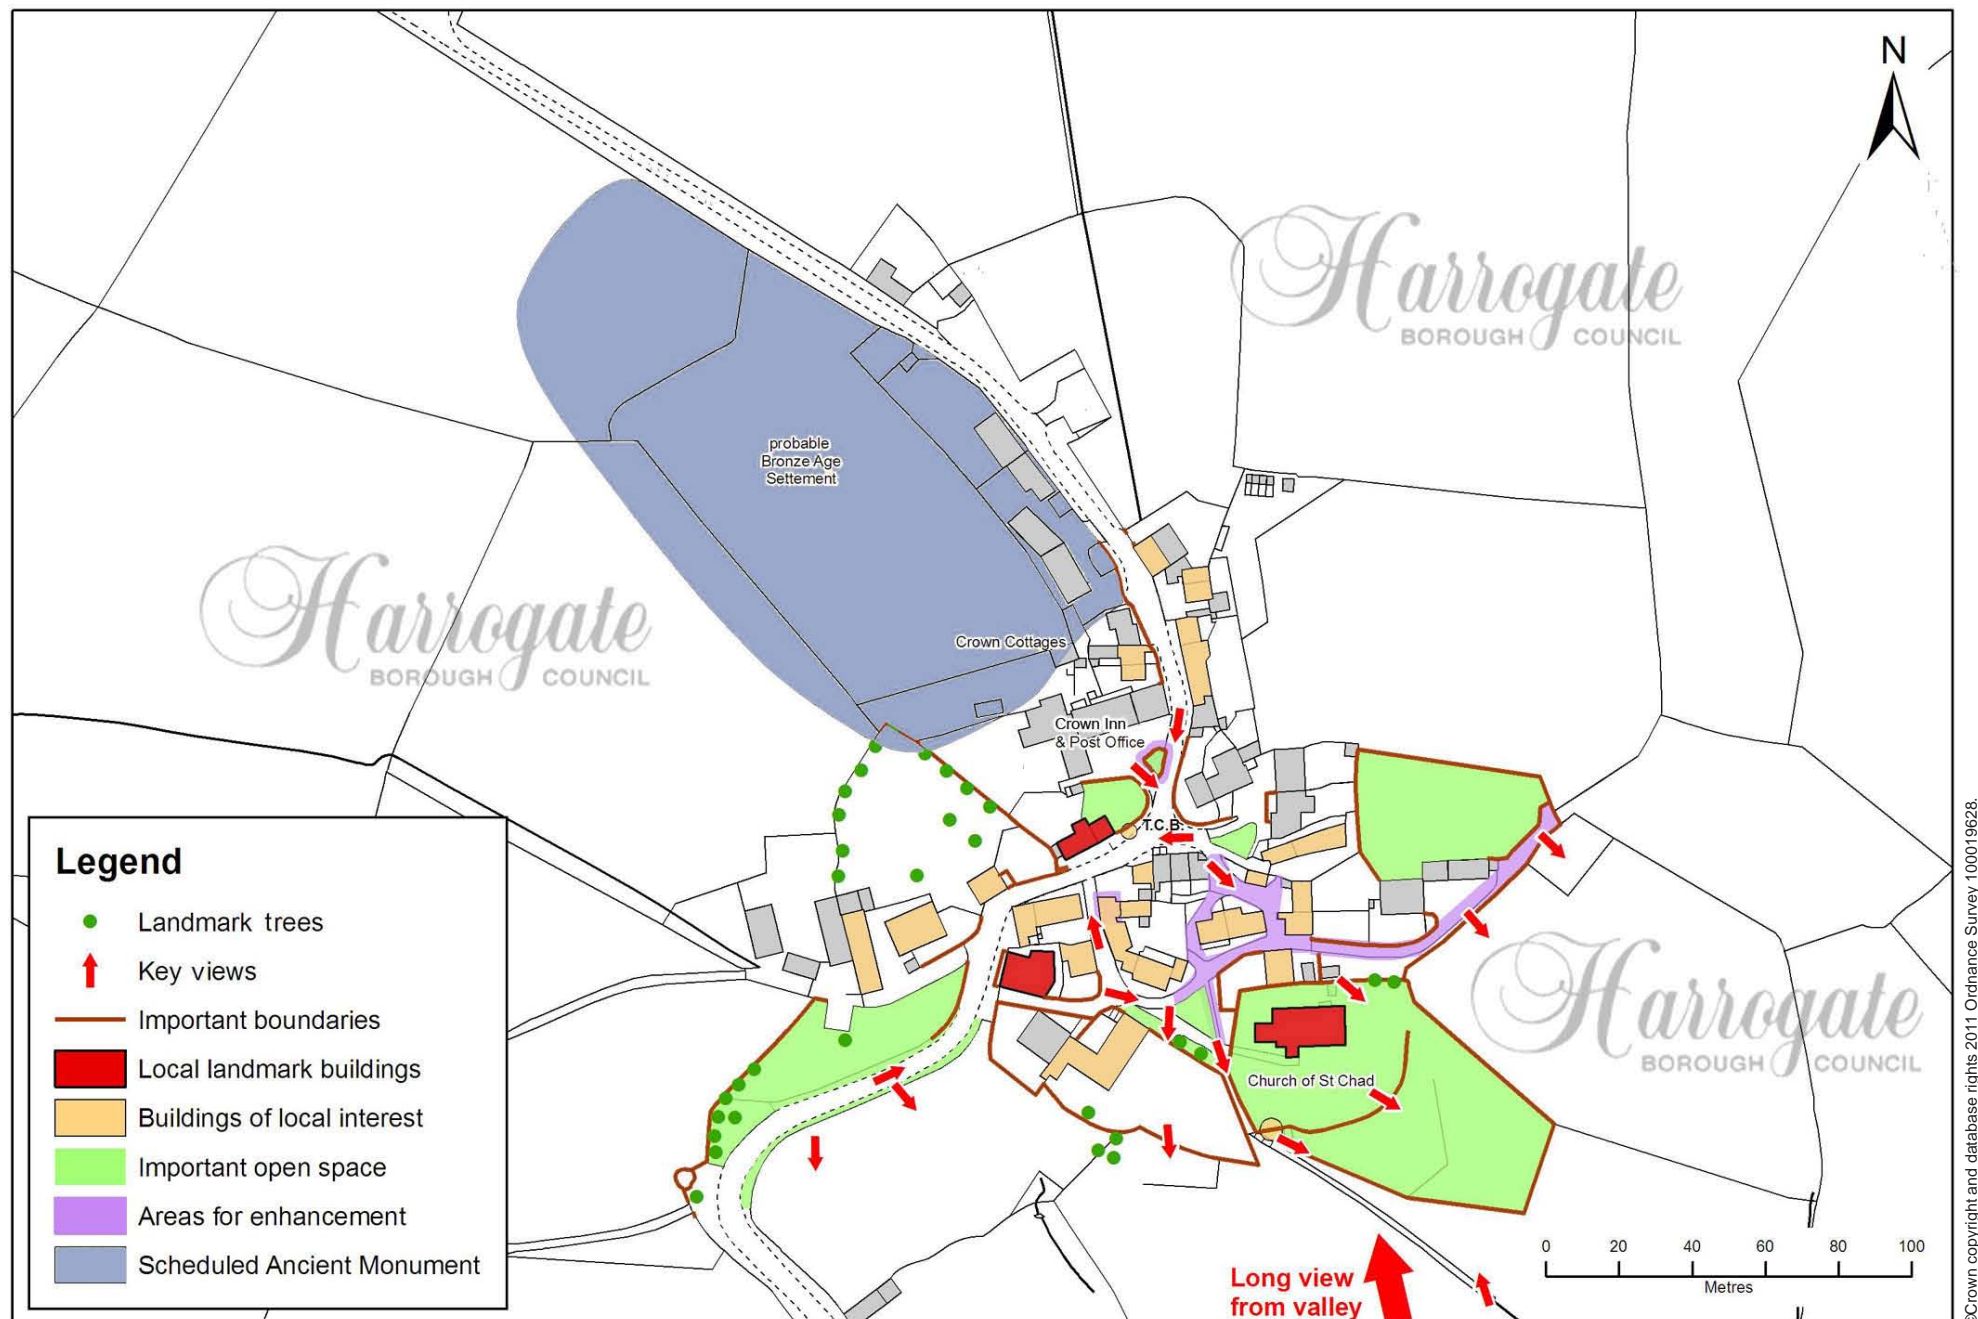 N
Harrogate
BOROUGH COUNCIL
probable
Bronze Age
Settement
Harrogate
BOROUGH COUNCIL
Crown Cottages
Crown Inn
& Post Office
T.C.B.
Legend
Landmark trees
Key views
Important boundaries
Local landmark buildings
Buildings of local interest
Important open space
Areas for enhancement
Scheduled Ancient Monument
Harrogate
BOROUGH COUNCIL
Church of St Chad
0 20 40 60 80 100
Metres
Long view
from valley
©Crown copyright and database rights 2011 Ordnance Survey 100019628.